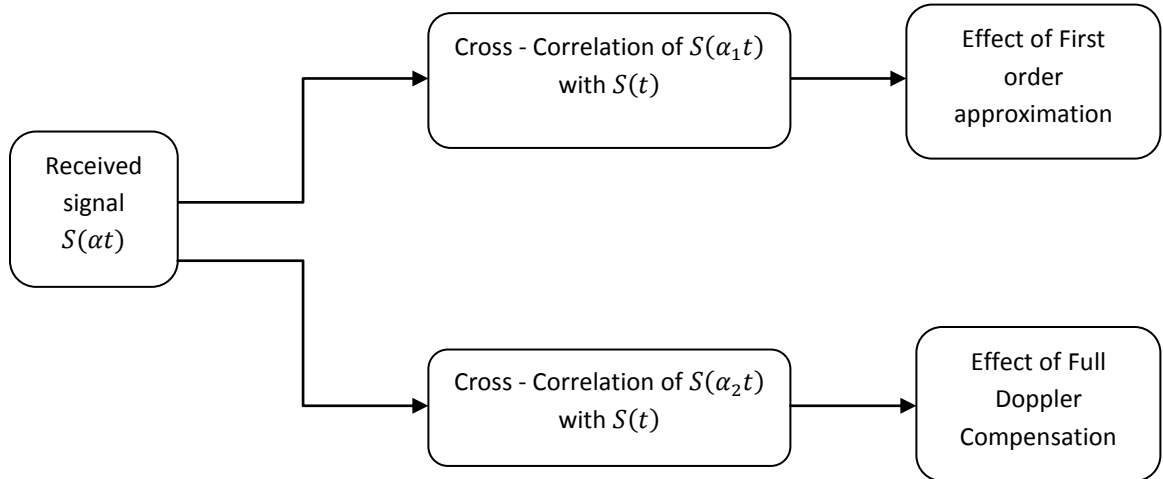 Received
signal
S(αt)
Cross - Correlation of S(α₁t)
with S(t)
Effect of First
order
approximation
Cross - Correlation of S(α₂t)
with S(t)
Effect of Full
Doppler
Compensation